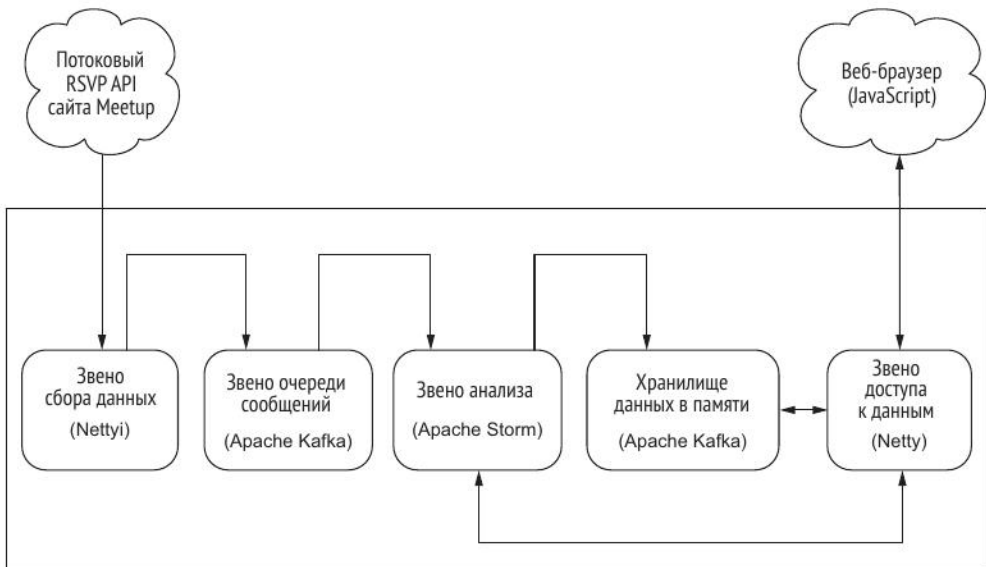 Потоковый
RSVP API
сайта Meetup
Веб-браузер
(JavaScript)
Звено
сбора данных
(Nettyi)
Звено очереди
сообщений
(Apache Kafka)
Звено анализа
(Apache Storm)
Хранилище
данных в памяти
(Apache Kafka)
Звено
доступа
к данным
(Netty)